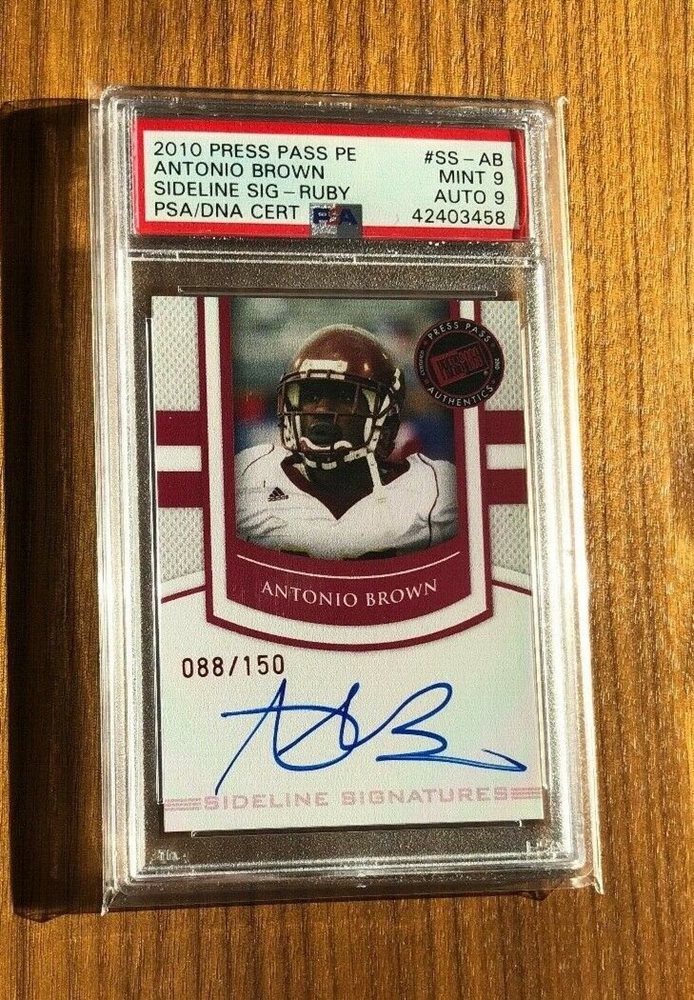 2010 PRESS PASS PE #SS-AB
ANTONIO BROWN MINT 9
SIDELINE SIG-RUBY AUTO 9
PSA/DNA CERT PSA 42403458
PRESS PASS
AUTHENTICS
ANTONIO BROWN
088/150
SIDELINE SIGNATURES